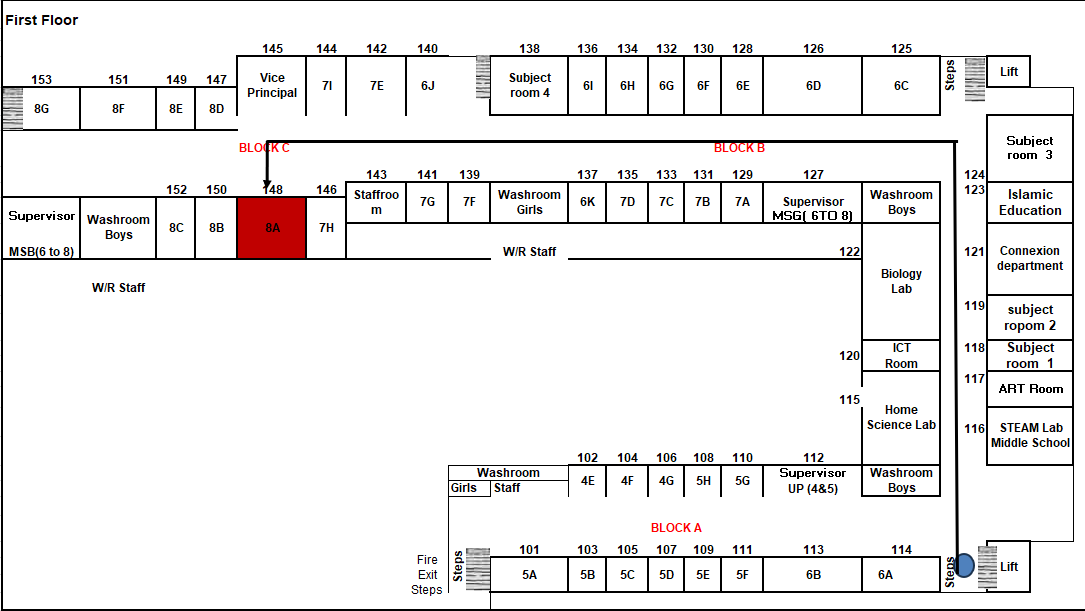 First Floor
145 144 142 140 138 136 134 132 130 128 126 125
153 151 149 147
Vice
Principal
7I 7E 6J
Subject
room 4
6I 6H 6G 6F 6E 6D 6C
Steps
Lift
8G 8F 8E 8D
BLOCK C
BLOCK B
Subject
room 3
124
152 150 148 146 143 141 139 137 135 133 131 129 127
123
Supervisor
MSB(6 to 8)
Washroom
Boys
8C 8B 8A 7H
Staffroo
m
7G 7F
Washroom
Girls
6K 7D 7C 7B 7A
Supervisor
MSG( 6TO 8)
Washroom
Boys
Islamic
Education
W/R Staff
122
121
Connexion
department
Biology
Lab
W/R Staff
119
subject
ropom 2
120
ICT
Room
118
Subject
room 1
117
ART Room
115
Home
Science Lab
116
STEAM Lab
Middle School
102 104 106 108 110 112
Washroom
Girls Staff
4E 4F 4G 5H 5G
Supervisor
UP (4&5)
Washroom
Boys
BLOCK A
101 103 105 107 109 111 113 114
Fire
Exit
Steps
Steps
5A 5B 5C 5D 5E 5F 6B 6A
Steps
Lift